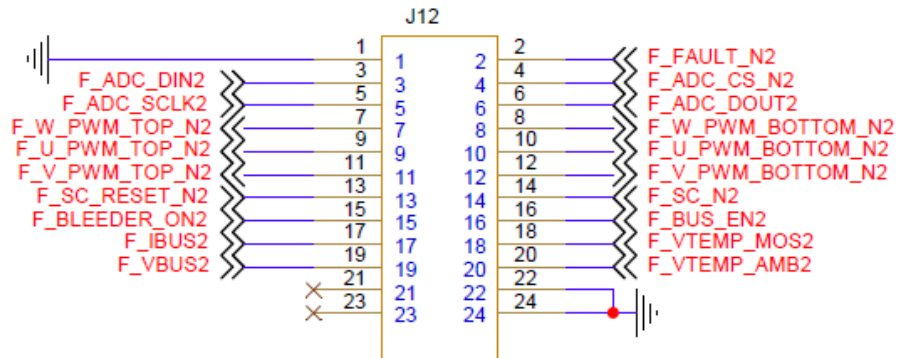 J12
1 1 2 2 F_FAULT_N2
F_ADC_DIN2 3 3 4 4 F_ADC_CS_N2
F_ADC_SCLK2 5 5 6 6 F_ADC_DOUT2
F_W_PWM_TOP_N2 7 7 8 8 F_W_PWM_BOTTOM_N2
F_U_PWM_TOP_N2 9 9 10 10 F_U_PWM_BOTTOM_N2
F_V_PWM_TOP_N2 11 11 12 12 F_V_PWM_BOTTOM_N2
F_SC_RESET_N2 13 13 14 14 F_SC_N2
F_BLEEDER_ON2 15 15 16 16 F_BUS_EN2
F_IBUS2 17 17 18 18 F_VTEMP_MOS2
F_VBUS2 19 19 20 20 F_VTEMP_AMB2
21 21 22 22
23 23 24 24